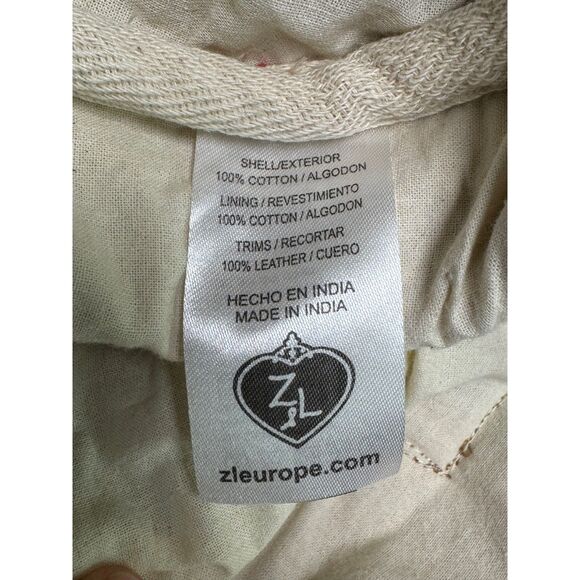 SHELL/EXTERIOR
100% COTTON / ALGODON
LINING / REVESTIMIENTO
100% COTTON / ALGODON
TRIMS / RECORTAR
100% LEATHER / CUERO
HECHO EN INDIA
MADE IN INDIA
Z L
zleurope.com